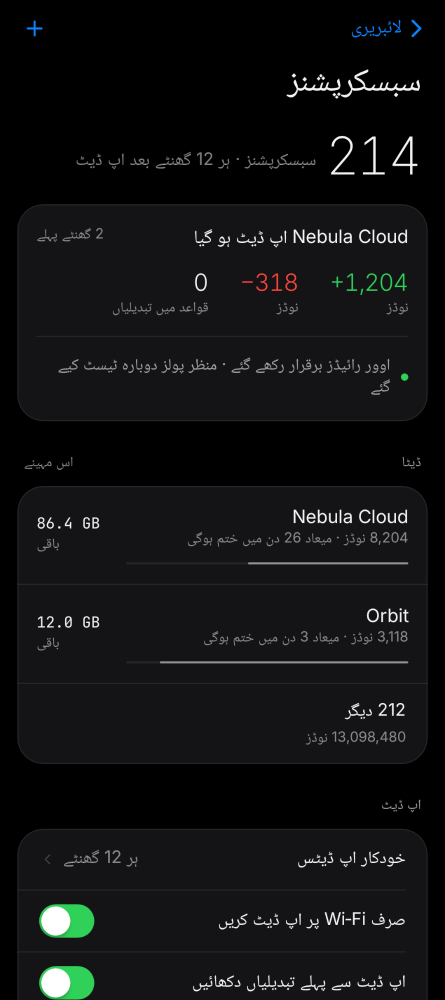 لائبریری
سبسکرپشنز
214 سبسکرپشنز · ہر 12 گھنٹے بعد اپ ڈیٹ
Nebula Cloud اپ ڈیٹ ہو گیا
2 گھنٹے پہلے
+1,204
−318
0
نوڈز
نوڈز
قواعد میں تبدیلیاں
اوور رائیڈز برقرار رکھے گئے · منظر پولز دوبارہ ٹیسٹ کیے
گئے
ڈیٹا
اس مہینے
Nebula Cloud
86.4 GB
8,204 نوڈز · میعاد 26 دن میں ختم ہوگی
باقی
Orbit
12.0 GB
3,118 نوڈز · میعاد 3 دن میں ختم ہوگی
باقی
212 دیگر
13,098,480 نوڈز
اپ ڈیٹ
خودکار اپ ڈیٹس
ہر 12 گھنٹے
صرف Wi-Fi پر اپ ڈیٹ کریں
اپ ڈیٹ سے پہلے تبدیلیاں دکھائیں